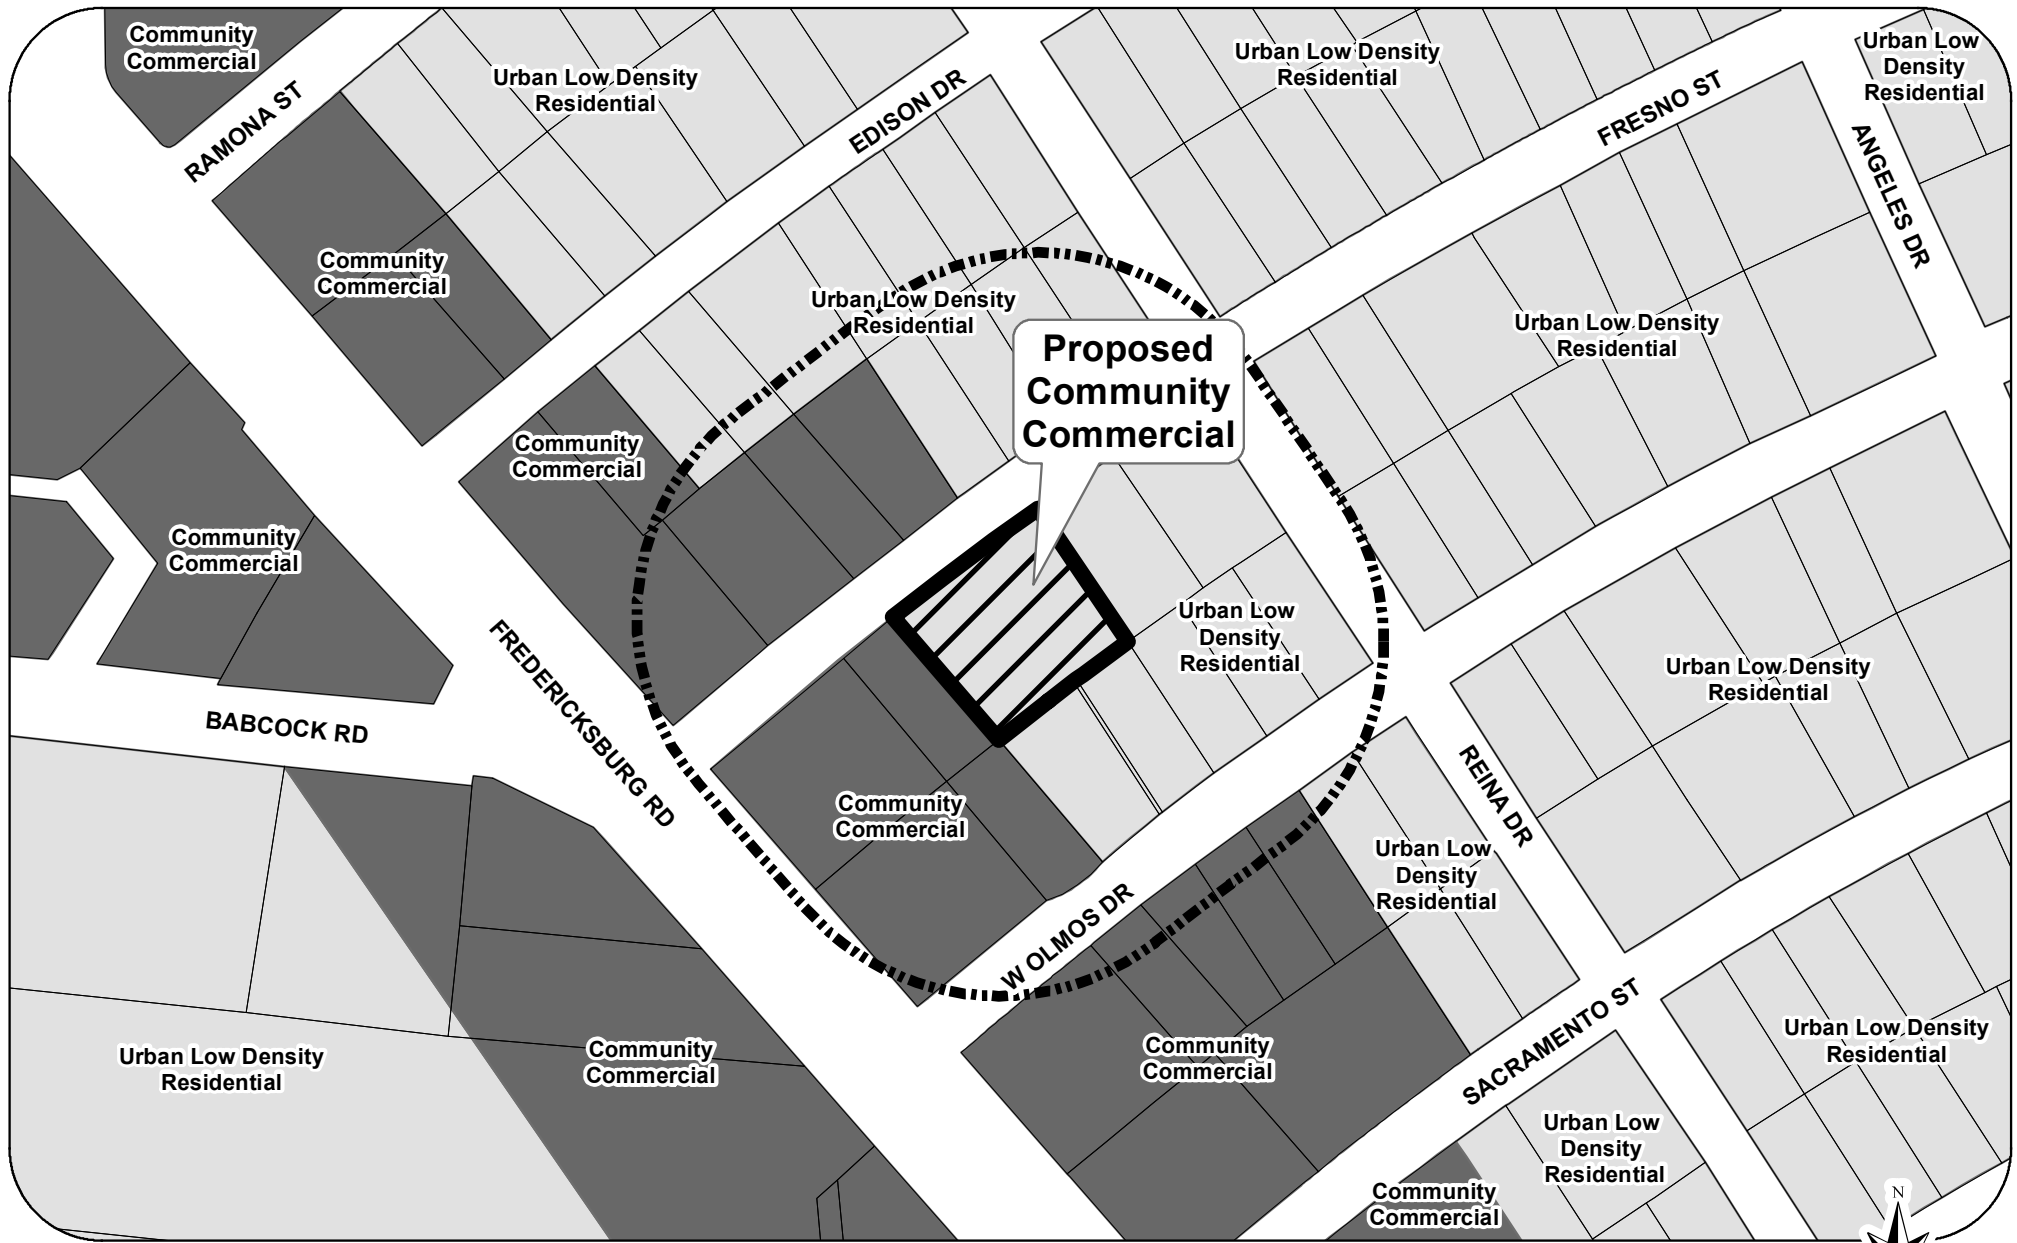 Community
Commercial
Urban Low Density
Residential
Urban Low Density
Residential
Urban Low
Density
Residential
RAMONA ST
EDISON DR
FRESNO ST
ANGELES DR
Community
Commercial
Urban Low Density
Residential
Urban Low Density
Residential
Proposed
Community
Commercial
Community
Commercial
Community
Commercial
Urban Low
Density
Residential
Urban Low Density
Residential
BABCOCK RD
FREDERICKSBURG RD
REINA DR
Community
Commercial
Urban Low
Density
Residential
W OLMOS DR
SACRAMENTO ST
Urban Low Density
Residential
Community
Commercial
Community
Commercial
Urban Low Density
Residential
Urban Low
Density
Residential
Community
Commercial
N